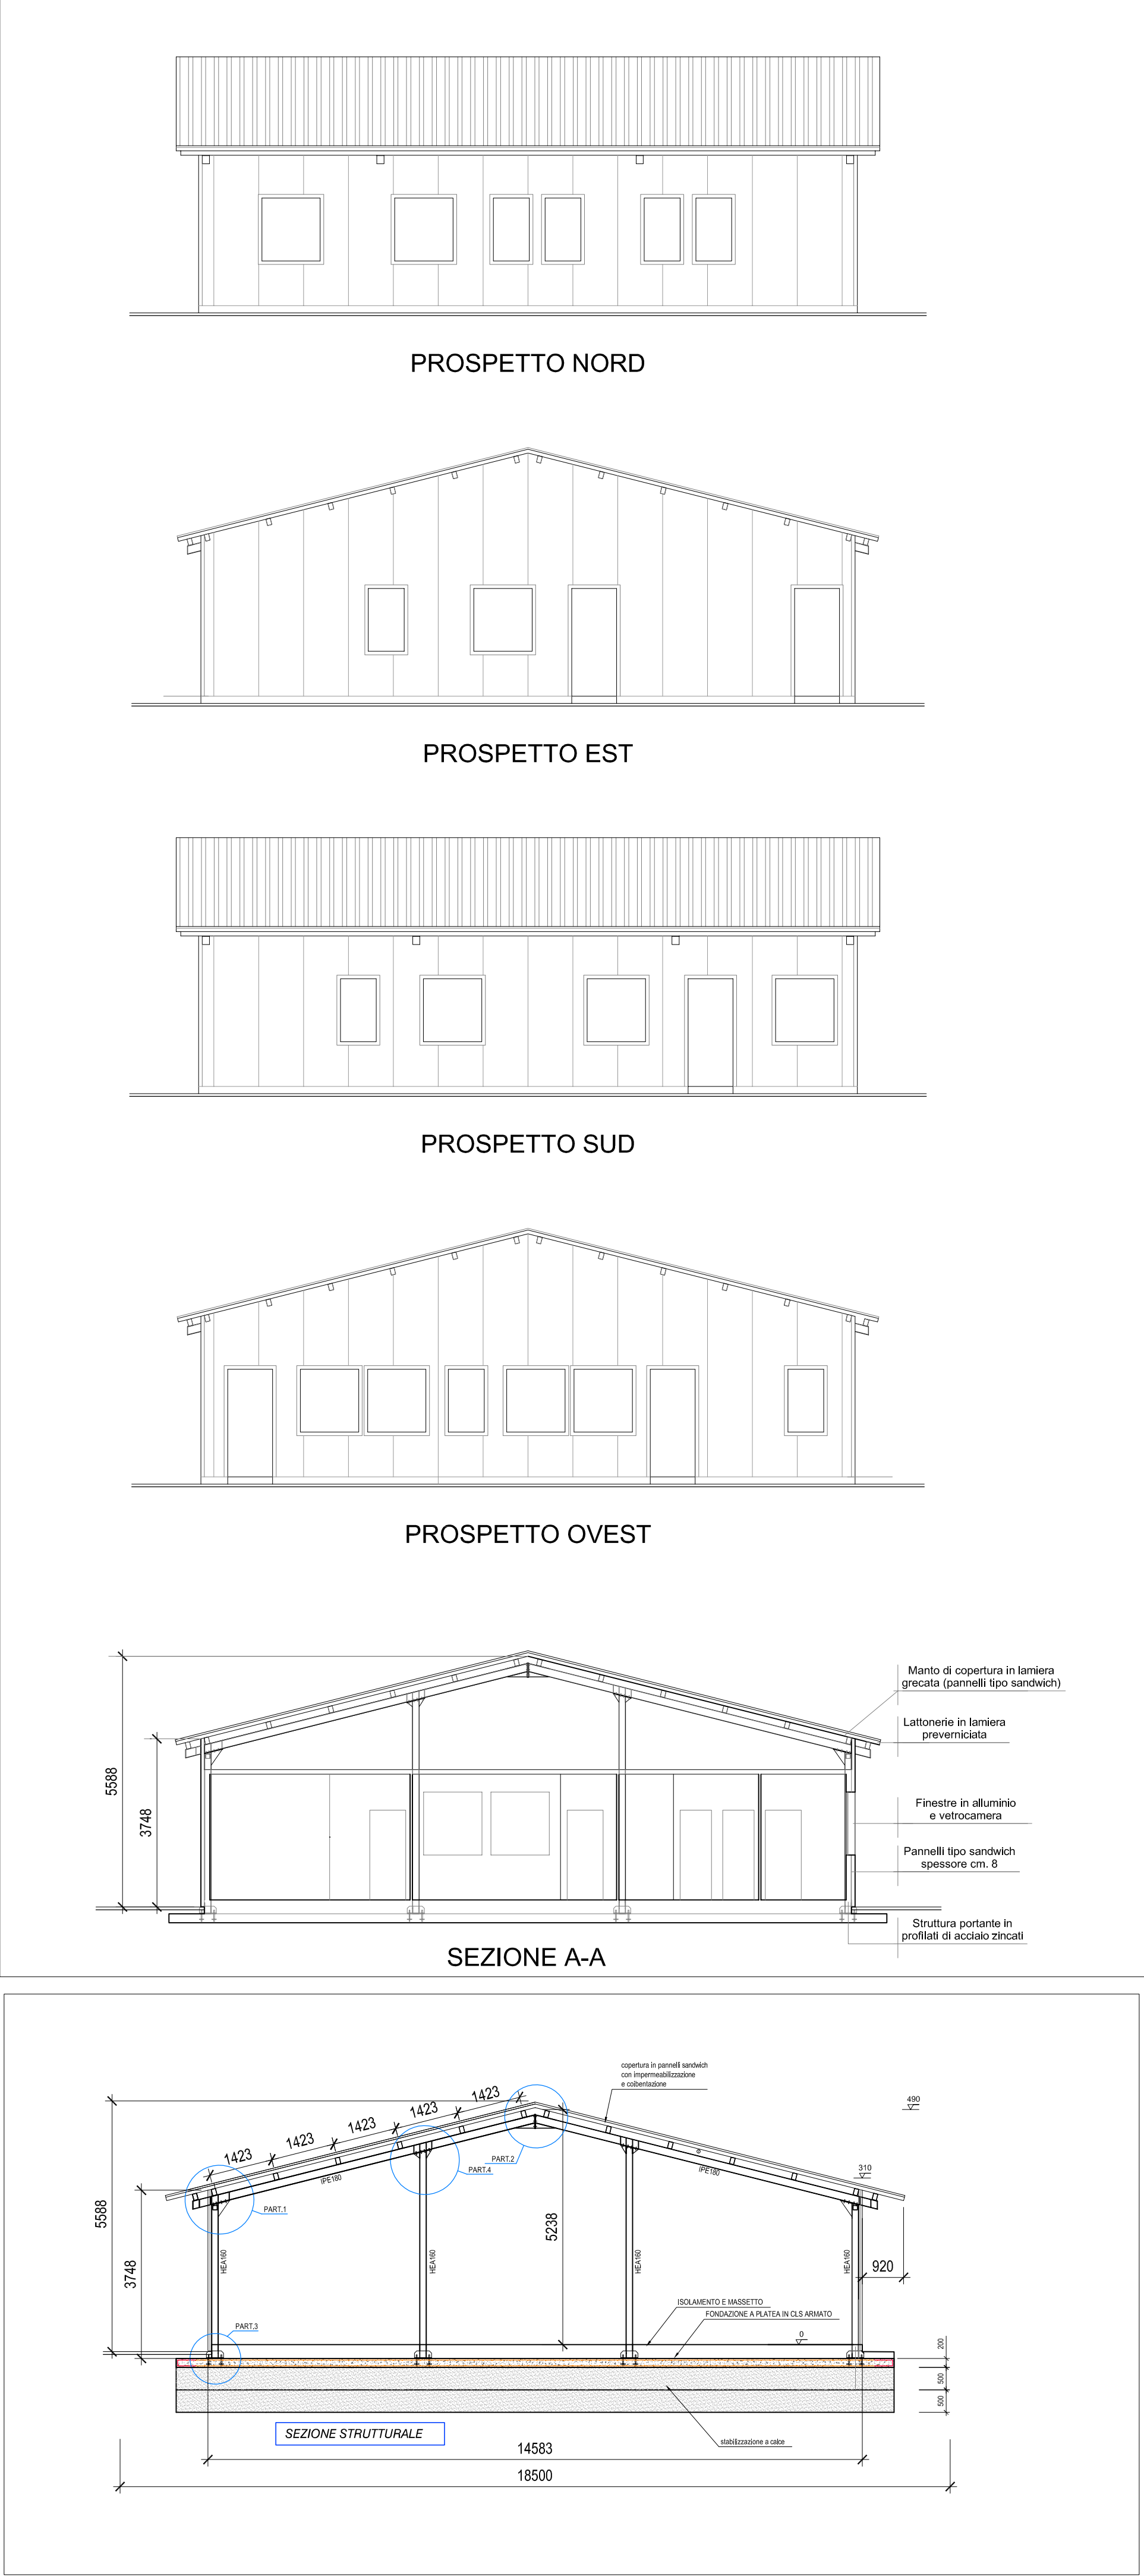 PROSPETTO NORD
PROSPETTO EST
PROSPETTO SUD
PROSPETTO OVEST
5588
3748
Manto di copertura in lamiera
grecata (pannelli tipo sandwich)
Lattonerie in lamiera
preverniciata
Finestre in alluminio
e vetrocamera
Pannelli tipo sandwich
spessore cm. 8
Struttura portante in
profilati di acciaio zincati
SEZIONE A-A
copertura in pannelli sandwich
con impermeabilizzazione
e coibentazione
490
1423
1423
1423
1423
1423
PART.2
PART.4
IPE180
IPE180
310
PART.1
5588
3748
5238
HEA160
HEA160
HEA160
HEA160
920
ISOLAMENTO E MASSETTO
FONDAZIONE A PLATEA IN CLS ARMATO
PART.3
0
200
500
500
SEZIONE STRUTTURALE
stabilizzazione a calce
14583
18500